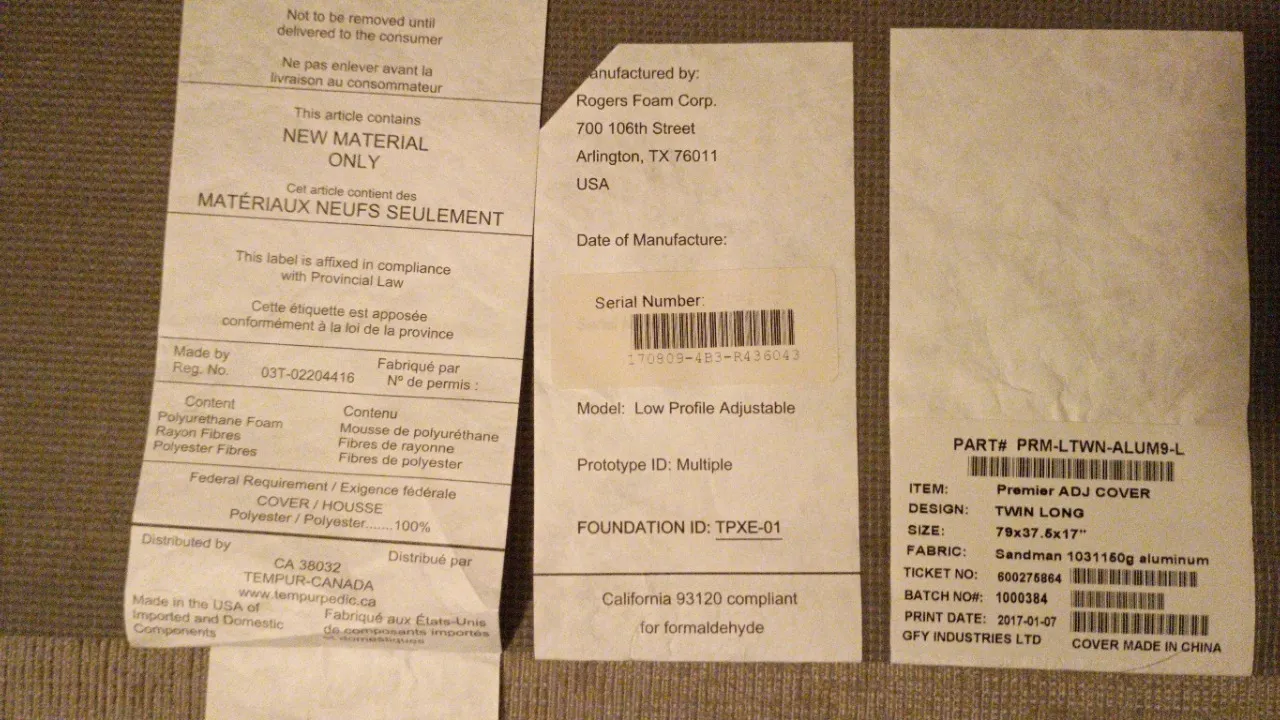 Not to be removed until
delivered to the consumer
Ne pas enlever avant la
livraison au consommateur
This article contains
NEW MATERIAL
ONLY
Cet article contient des
MATÉRIAUX NEUFS SEULEMENT
This label is affixed in compliance
with Provincial Law
Cette étiquette est apposée
conformément à la loi de la province
Made by
Reg. No. 03T-02204416
Fabriqué par
Nº de permis :
Content
Polyurethane Foam
Rayon Fibres
Polyester Fibres
Contenu
Mousse de polyuréthane
Fibres de rayonne
Fibres de polyester
Federal Requirement / Exigence fédérale
COVER / HOUSSE
Polyester / Polyester.......100%
Distributed by
Distribué par
CA 38032
TEMPUR-CANADA
www.tempurpedic.ca
Made in the USA of
Imported and Domestic
Components
Fabriqué aux États-Unis
de composants importés
et domestiques
anufactured by:
Rogers Foam Corp.
700 106th Street
Arlington, TX 76011
USA
Date of Manufacture:
Serial Number:
170809-4B3-R436043
Model: Low Profile Adjustable
Prototype ID: Multiple
FOUNDATION ID: TPXE-01
California 93120 compliant
for formaldehyde
PART# PRM-LTWN-ALUM9-L
ITEM: Premier ADJ COVER
DESIGN: TWIN LONG
SIZE: 79x37.5x17"
FABRIC: Sandman 1031150g aluminum
TICKET NO: 600275864
BATCH NO#: 1000384
PRINT DATE: 2017-01-07
GFY INDUSTRIES LTD COVER MADE IN CHINA